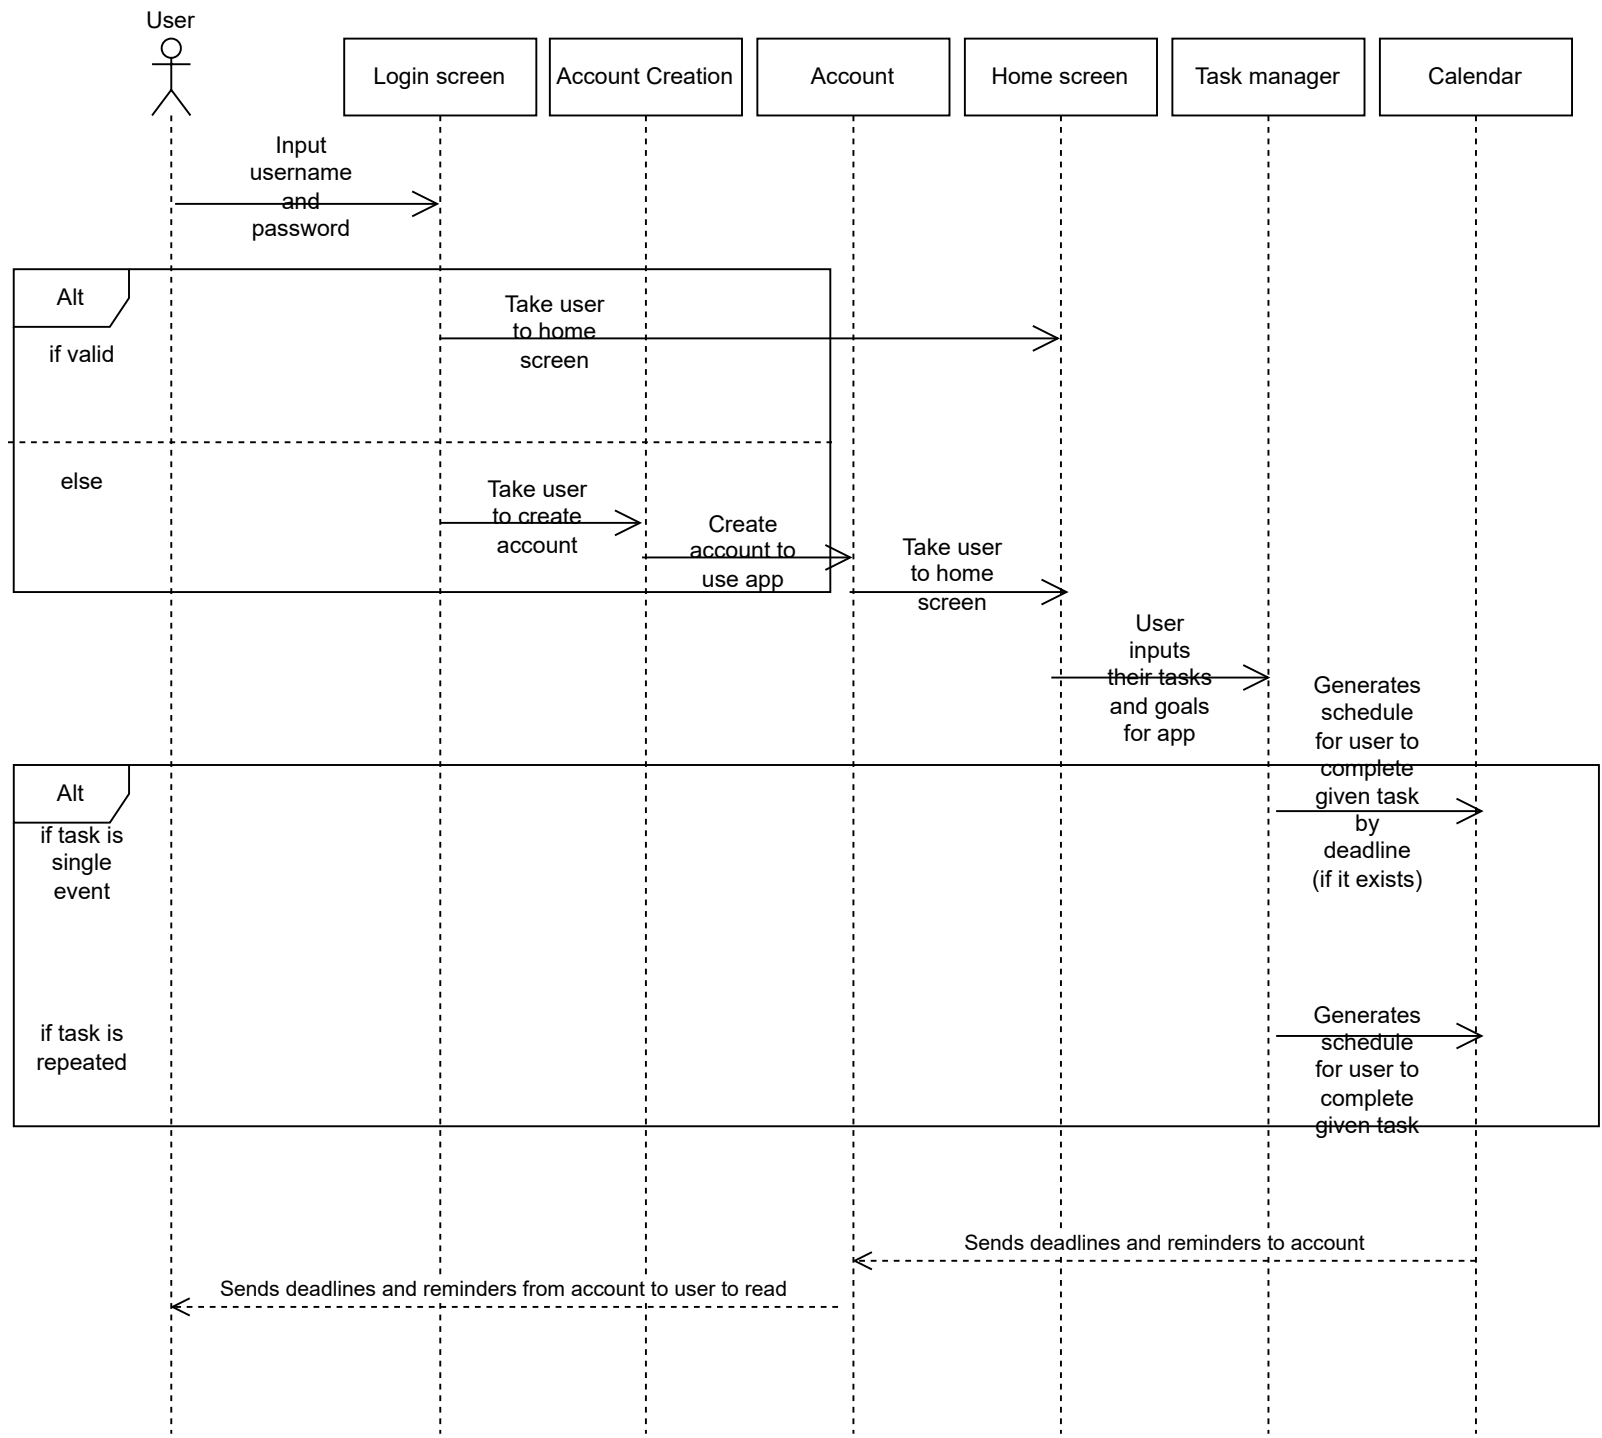 User
Login screen
Account Creation
Account
Home screen
Task manager
Calendar
Input
username
and
password
Alt
if valid
Take user
to home
screen
else
Take user
to create
account
Create
account to
use app
Take user
to home
screen
User
inputs
their tasks
and goals
for app
Generates
schedule
for user to
complete
given task
by
deadline
(if it exists)
Alt
if task is
single
event
if task is
repeated
Generates
schedule
for user to
complete
given task
Sends deadlines and reminders to account
Sends deadlines and reminders from account to user to read